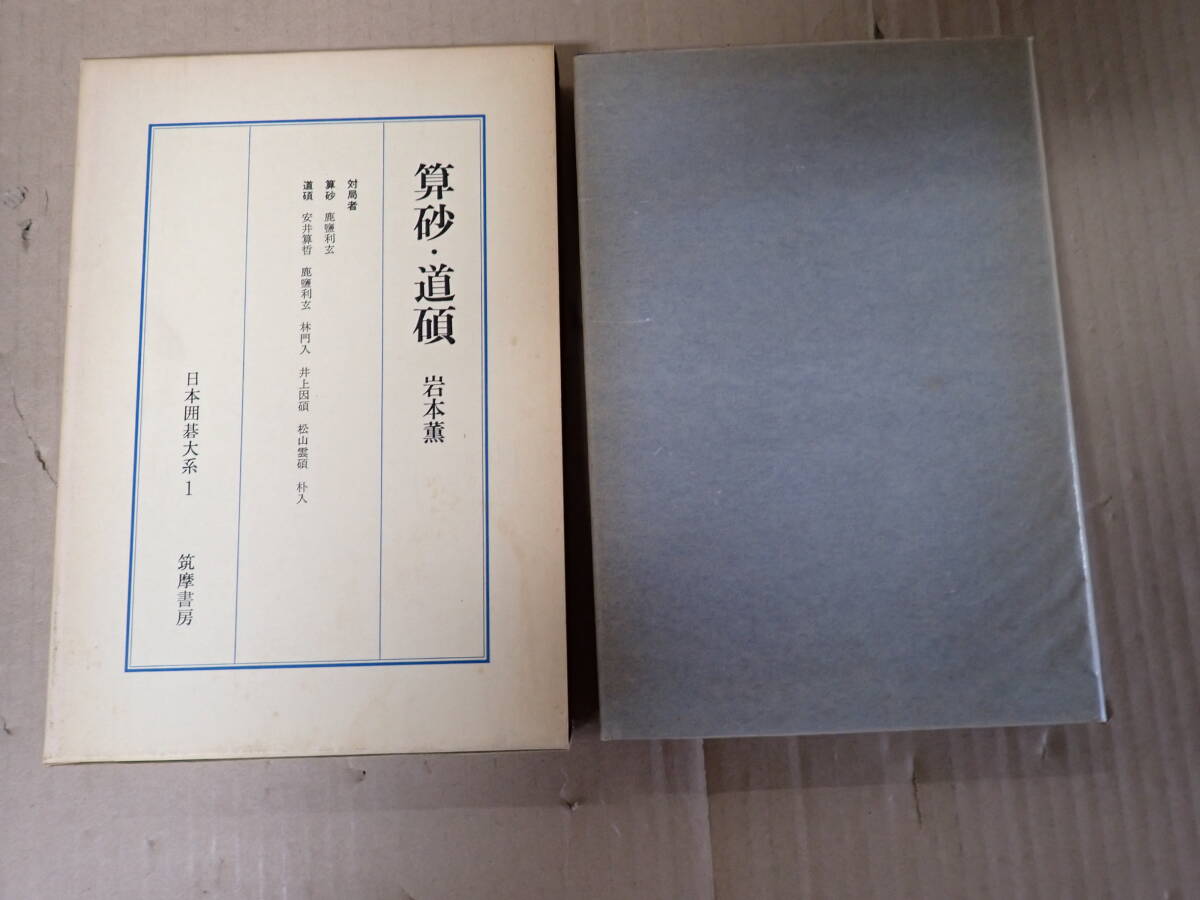 算砂・道碩 岩本薫
対局者
算砂 鹿鹽利玄
道碩 安井算哲 鹿鹽利玄 林門入 井上因碩 松山雲碩 朴入
日本囲碁大系1 筑摩書房